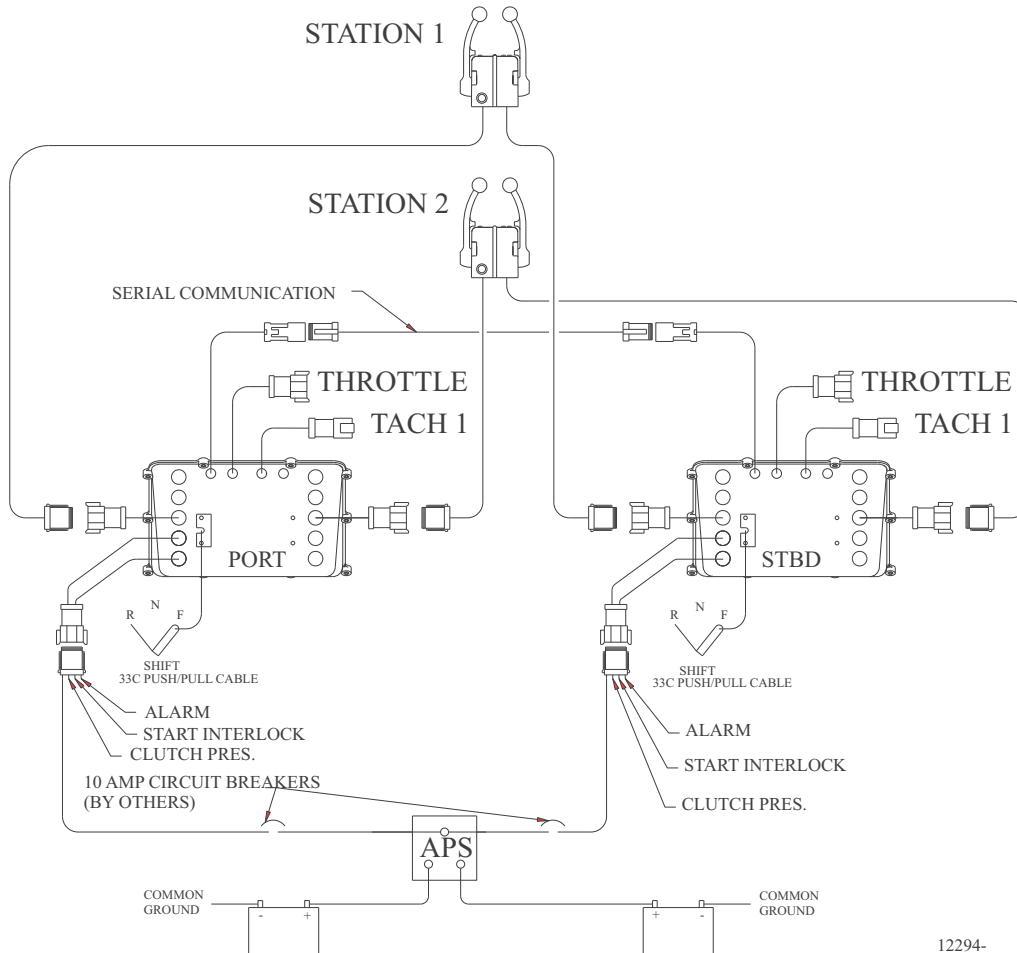 STATION 1
STATION 2
SERIAL COMMUNICATION
THROTTLE
THROTTLE
TACH 1
TACH 1
PORT
STBD
R
N
F
R
N
F
SHIFT
33C PUSH/PULL CABLE
SHIFT
33C PUSH/PULL CABLE
ALARM
START INTERLOCK
CLUTCH PRES.
ALARM
START INTERLOCK
CLUTCH PRES.
10 AMP CIRCUIT BREAKERS
(BY OTHERS)
APS
COMMON
GROUND
- +
+ -
COMMON
GROUND
12294-